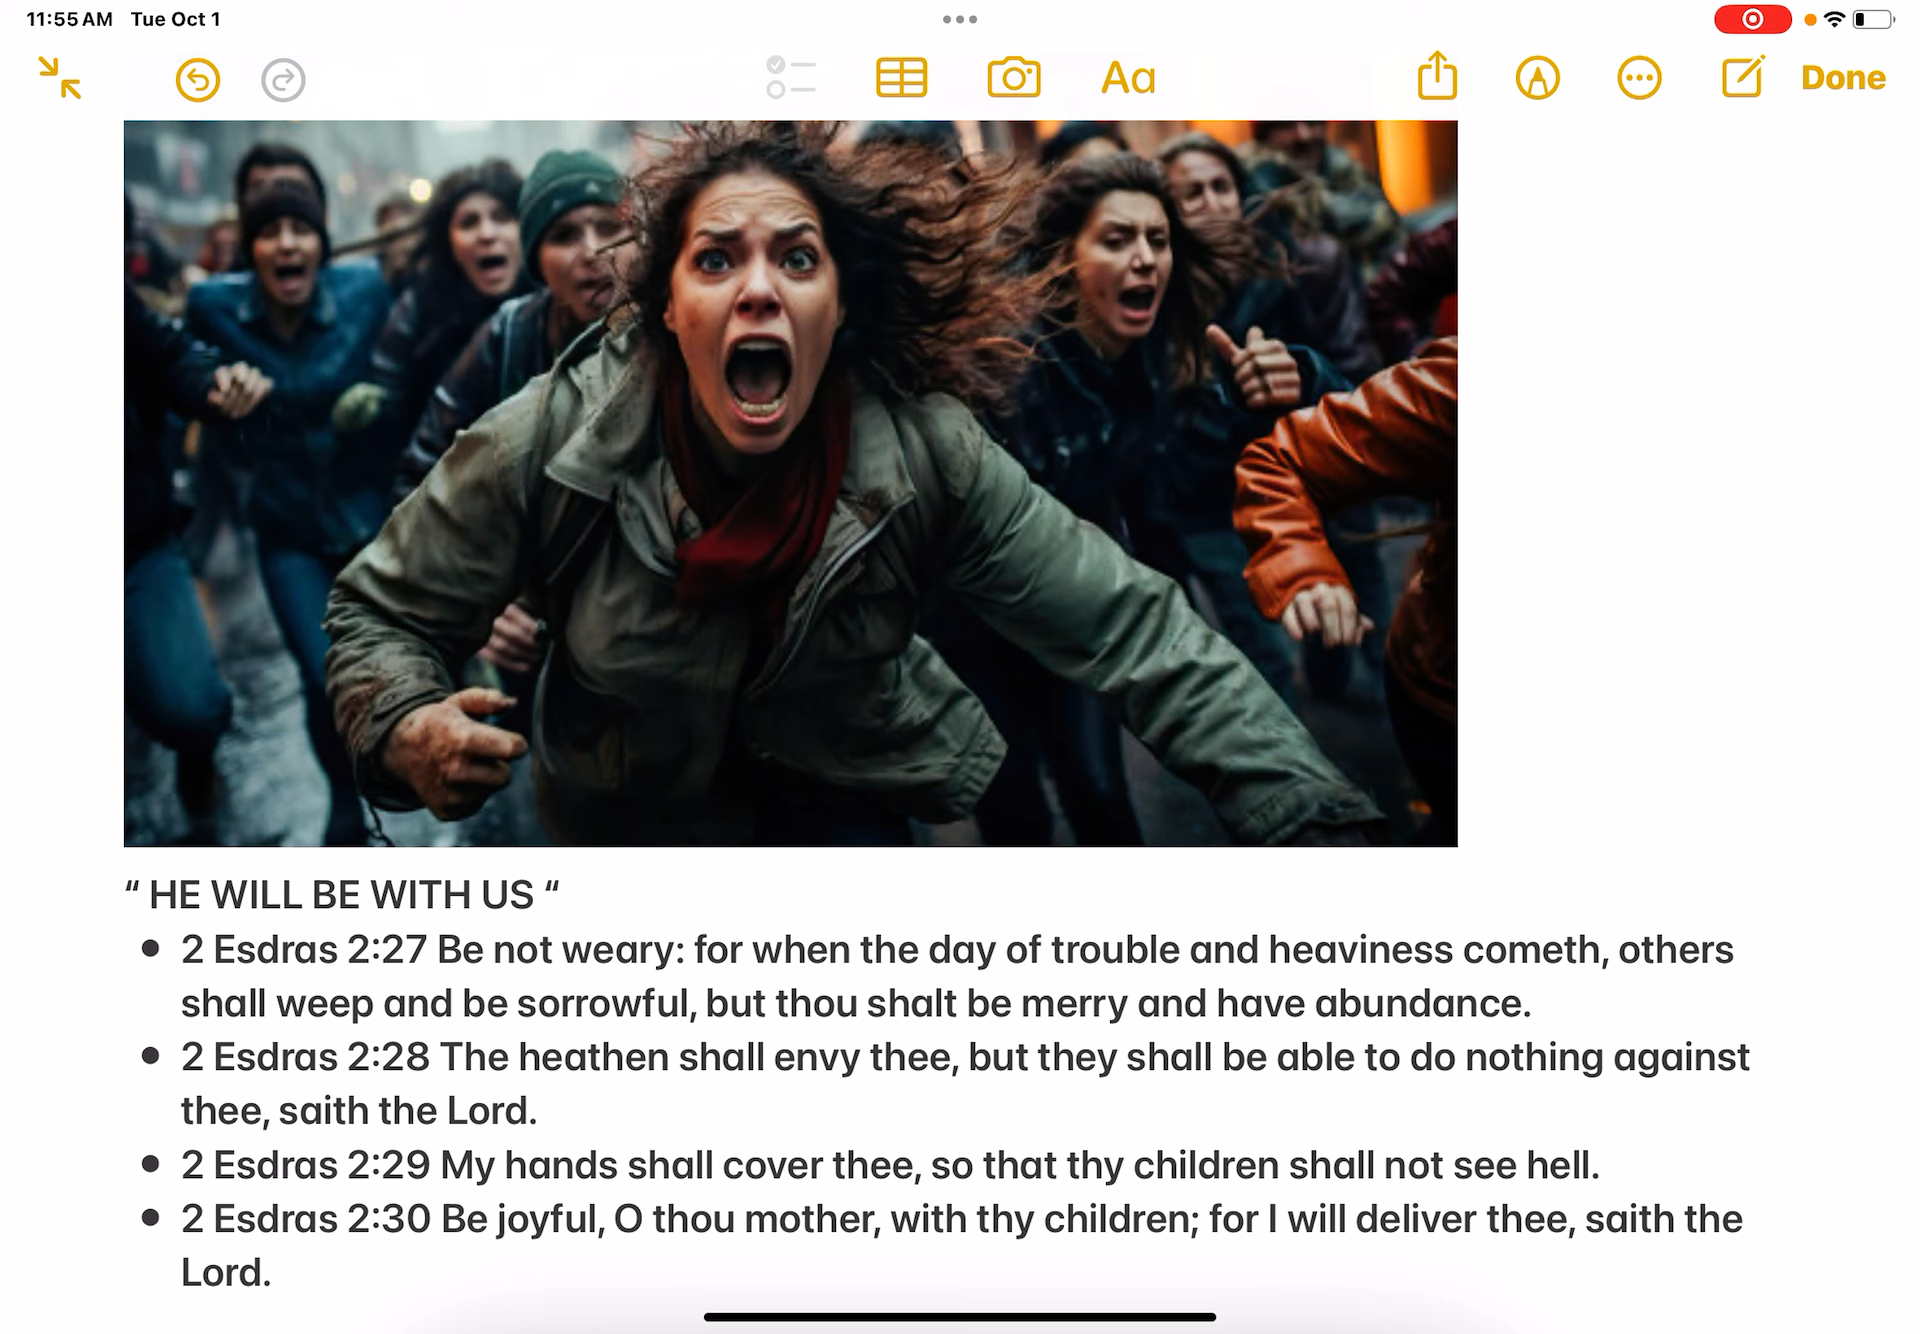 11:55 AM Tue Oct 1
Aa
Done
“ HE WILL BE WITH US “
• 2 Esdras 2:27 Be not weary: for when the day of trouble and heaviness cometh, others
shall weep and be sorrowful, but thou shalt be merry and have abundance.
• 2 Esdras 2:28 The heathen shall envy thee, but they shall be able to do nothing against
thee, saith the Lord.
• 2 Esdras 2:29 My hands shall cover thee, so that thy children shall not see hell.
• 2 Esdras 2:30 Be joyful, O thou mother, with thy children; for I will deliver thee, saith the
Lord.